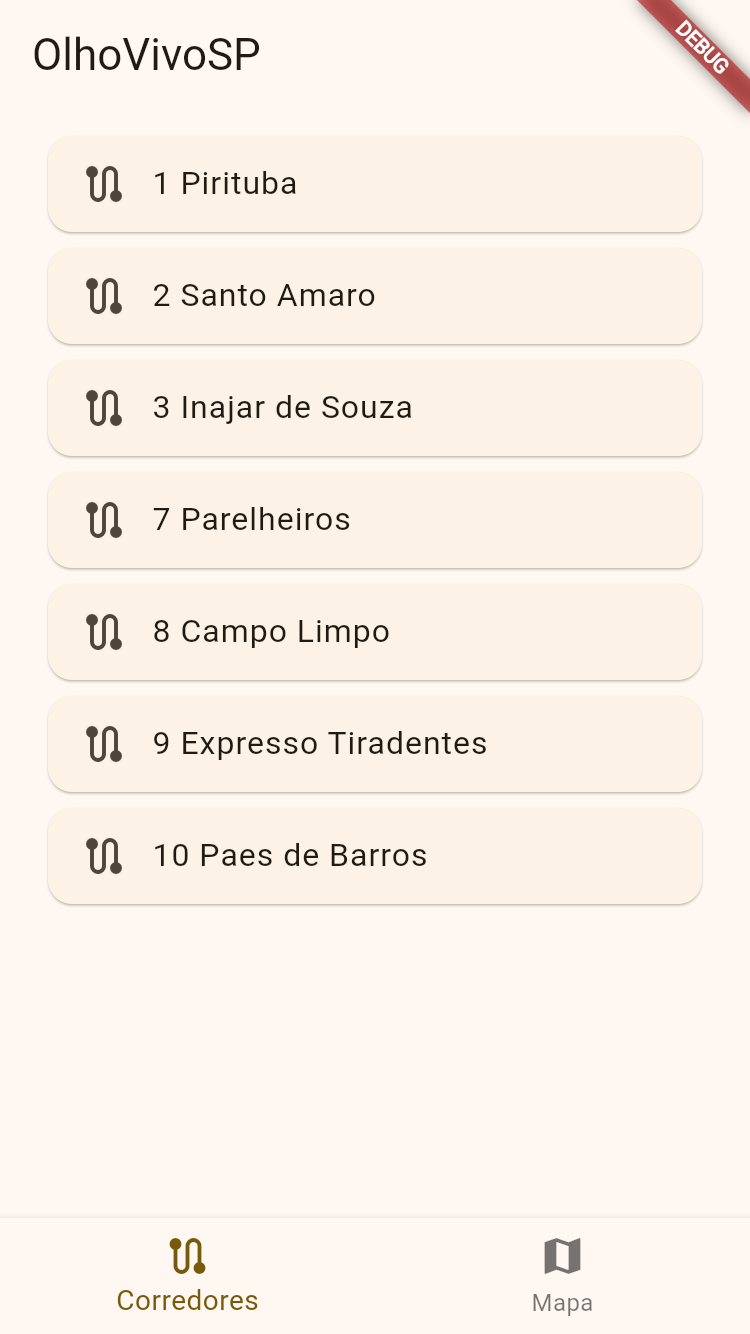 OlhoVivoSP
DEBUG
1 Pirituba
2 Santo Amaro
3 Inajar de Souza
7 Parelheiros
8 Campo Limpo
9 Expresso Tiradentes
10 Paes de Barros
Corredores
Mapa